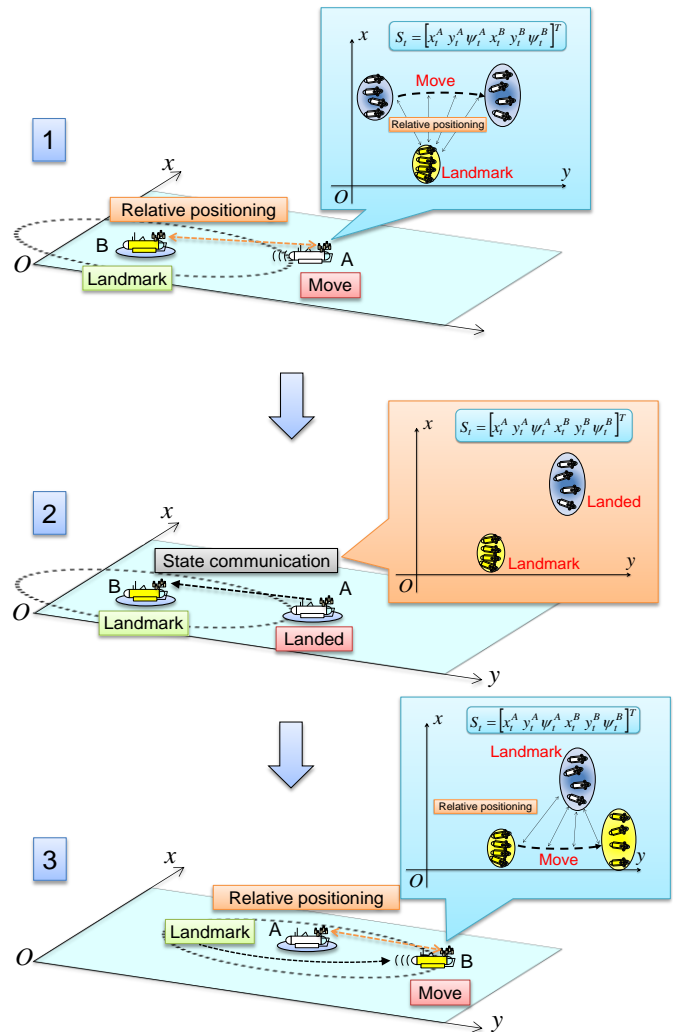 S_t = [x_t^A y_t^A ψ_t^A x_t^B y_t^B ψ_t^B]^T
x
Move
Relative positioning
Landmark
O
y
1
x
Relative positioning
B
A
O
Landmark
Move
S_t = [x_t^A y_t^A ψ_t^A x_t^B y_t^B ψ_t^B]^T
x
Landed
Landmark
O
y
2
x
State communication
B
A
O
Landmark
Landed
y
S_t = [x_t^A y_t^A ψ_t^A x_t^B y_t^B ψ_t^B]^T
x
Landmark
Relative positioning
Move
y
O
3
x
Relative positioning
Landmark
A
B
O
Move
y